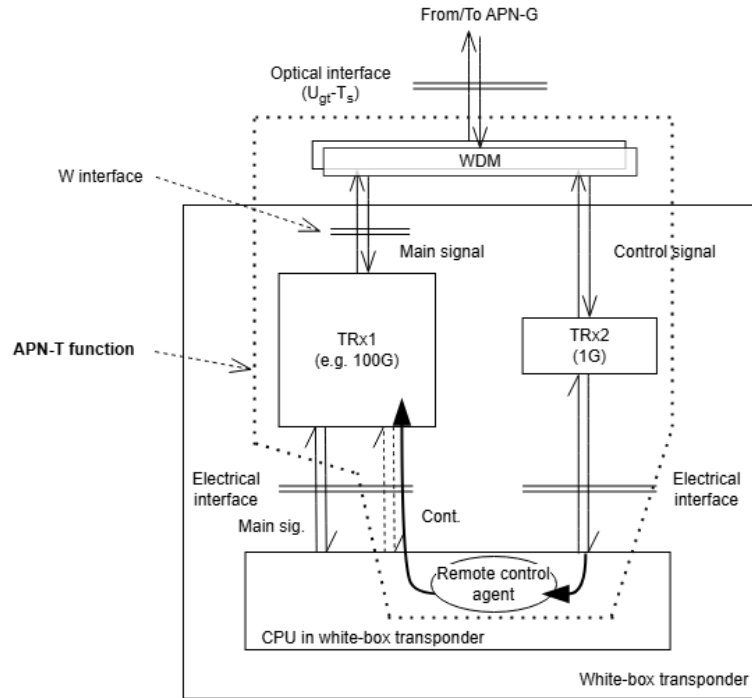 From/To APN-G
Optical interface
(Ugt-Ts)
WDM
W interface
Main signal
Control signal
TRx1
(e.g. 100G)
TRx2
(1G)
APN-T function
Electrical
interface
Electrical
interface
Main sig.
Cont.
Remote control
agent
CPU in white-box transponder
White-box transponder